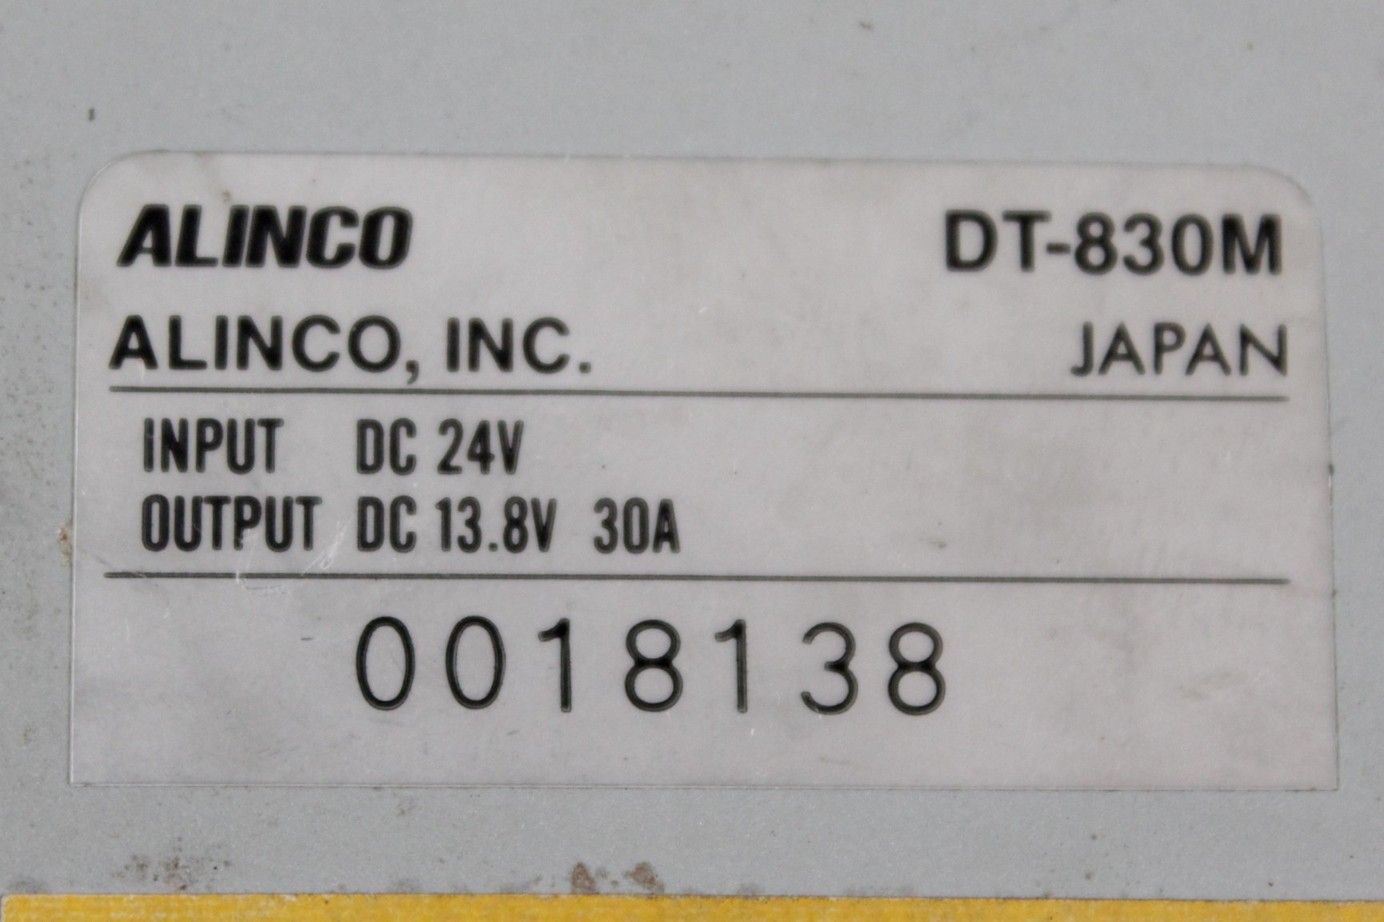 ALINCO DT-830M
ALINCO, INC. JAPAN
INPUT DC 24V
OUTPUT DC 13.8V 30A
0018138